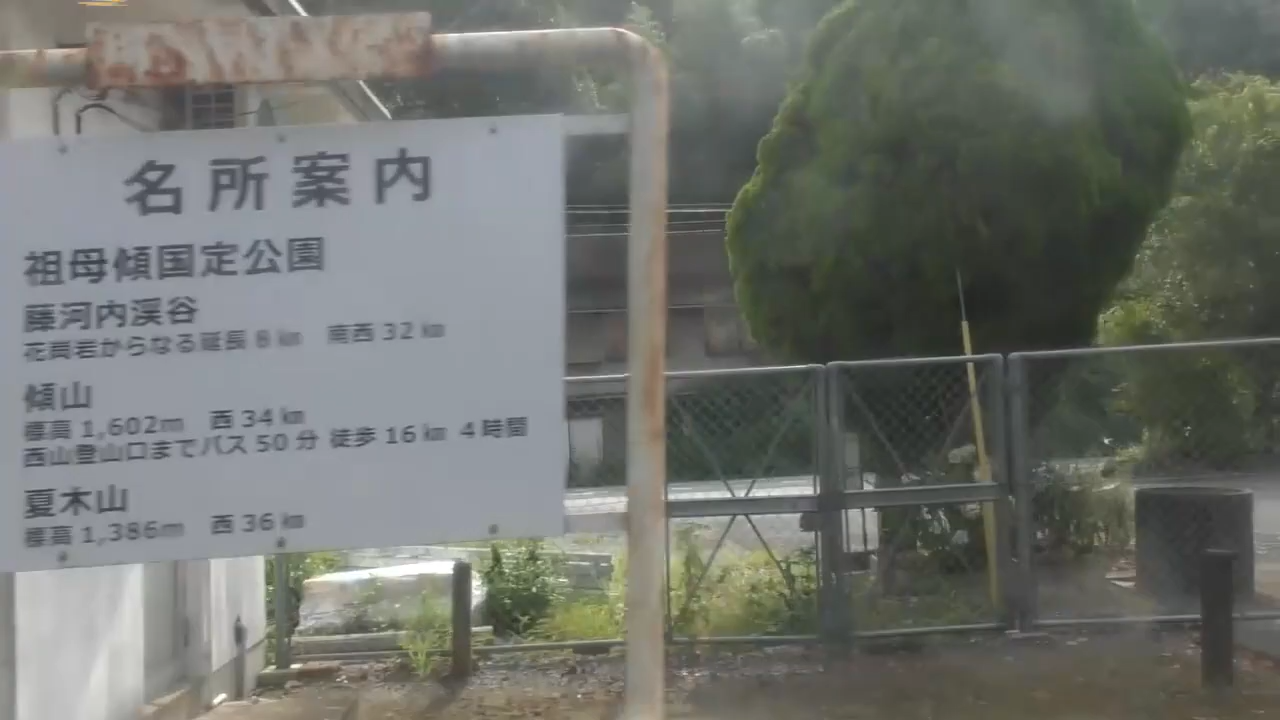 名所案内
祖母傾国定公園
藤河内渓谷
花崗岩からなる延長 8 ㎞ 南西 32 ㎞
傾山
標高 1,602m 西 34 ㎞
西山登山口までバス 50 分 徒歩 16 ㎞ 4 時間
夏木山
標高 1,386m 西 36 ㎞